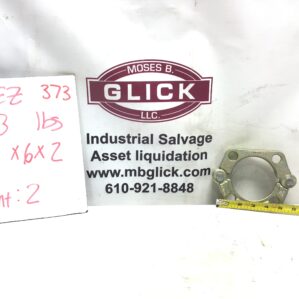 EZ 373
3 lbs
x6x2
nt: 2
MOSES B.
GLICK
LLC.
Industrial Salvage
Asset liquidation
www.mbglick.com
610-921-8848